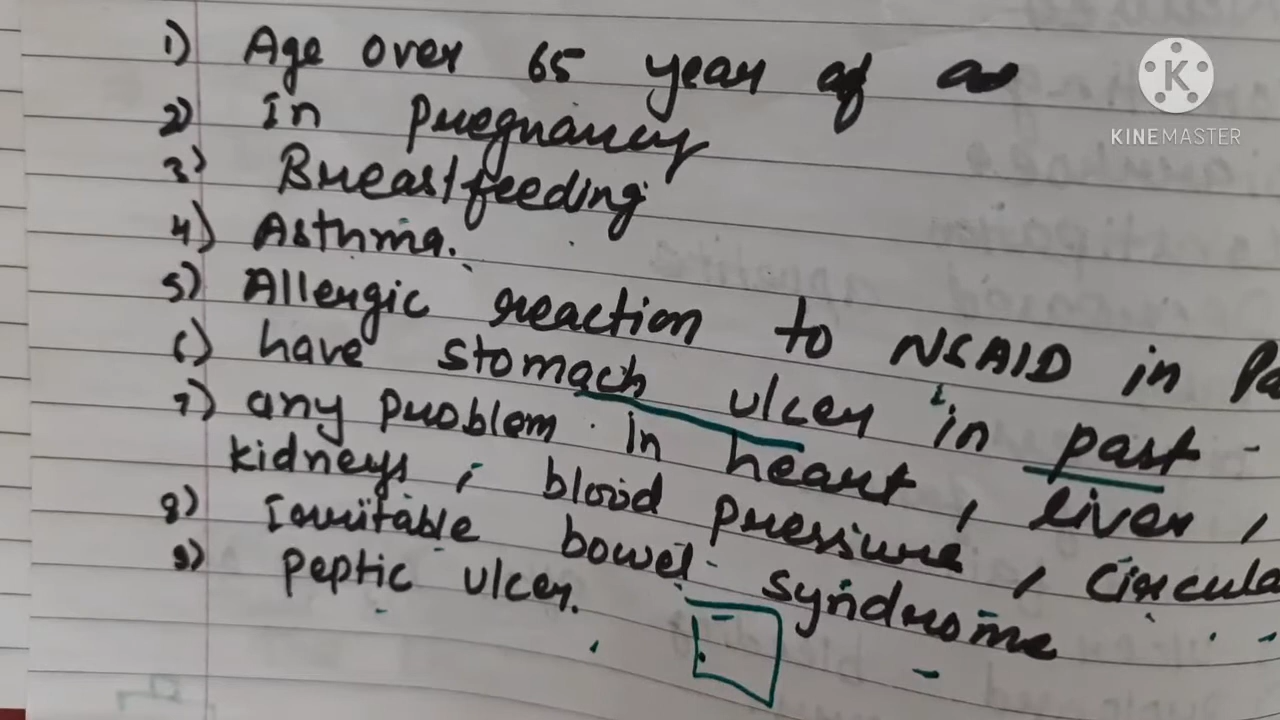 1) Age over 65 year of
2) In pregnancy
3) Breastfeeding
4) Asthma.
5) Allergic reaction to NSAID in Pa
6) have stomach ulcer in past
7) any problem in heart, liver,
kidneys, blood pressure, circula
8) Irritable bowel syndrome
9) peptic ulcer.
K
KINEMASTER